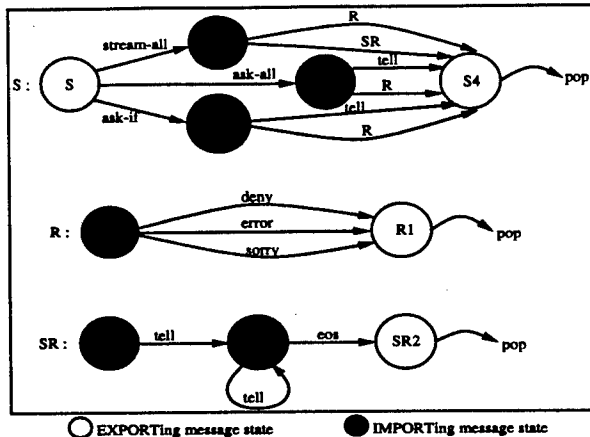 R
stream-all
SR
tell
S :
S
ask-all
S4
pop
R
ask-if
tell
R
deny
R :
error
R1
sorry
pop
SR :
tell
eos
SR2
tell
pop
EXPORTing message state
IMPORTing message state